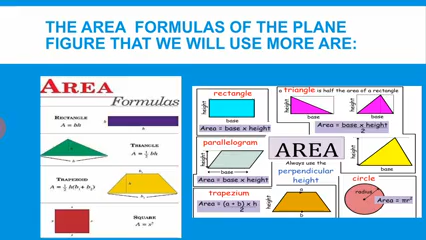 THE AREA FORMULAS OF THE PLANE
FIGURE THAT WE WILL USE MORE ARE:
AREA
Formulas
RECTANGLE
A = bh
h
b
TRIANGLE
A = ½ bh
TRAPEZOID
A = ½ h(b₁ + b₂)
SQUARE
A = s²
rectangle
height
base
Area = base x height
a triangle is half the area of a rectangle
height
base
base
Area = base x height
2
parallelogram
height
base
Area = base x height
AREA
Always use the
perpendicular
height
height
base
trapezium
Area = (a + b) x h
2
height
b
circle
radius
Area = πr²